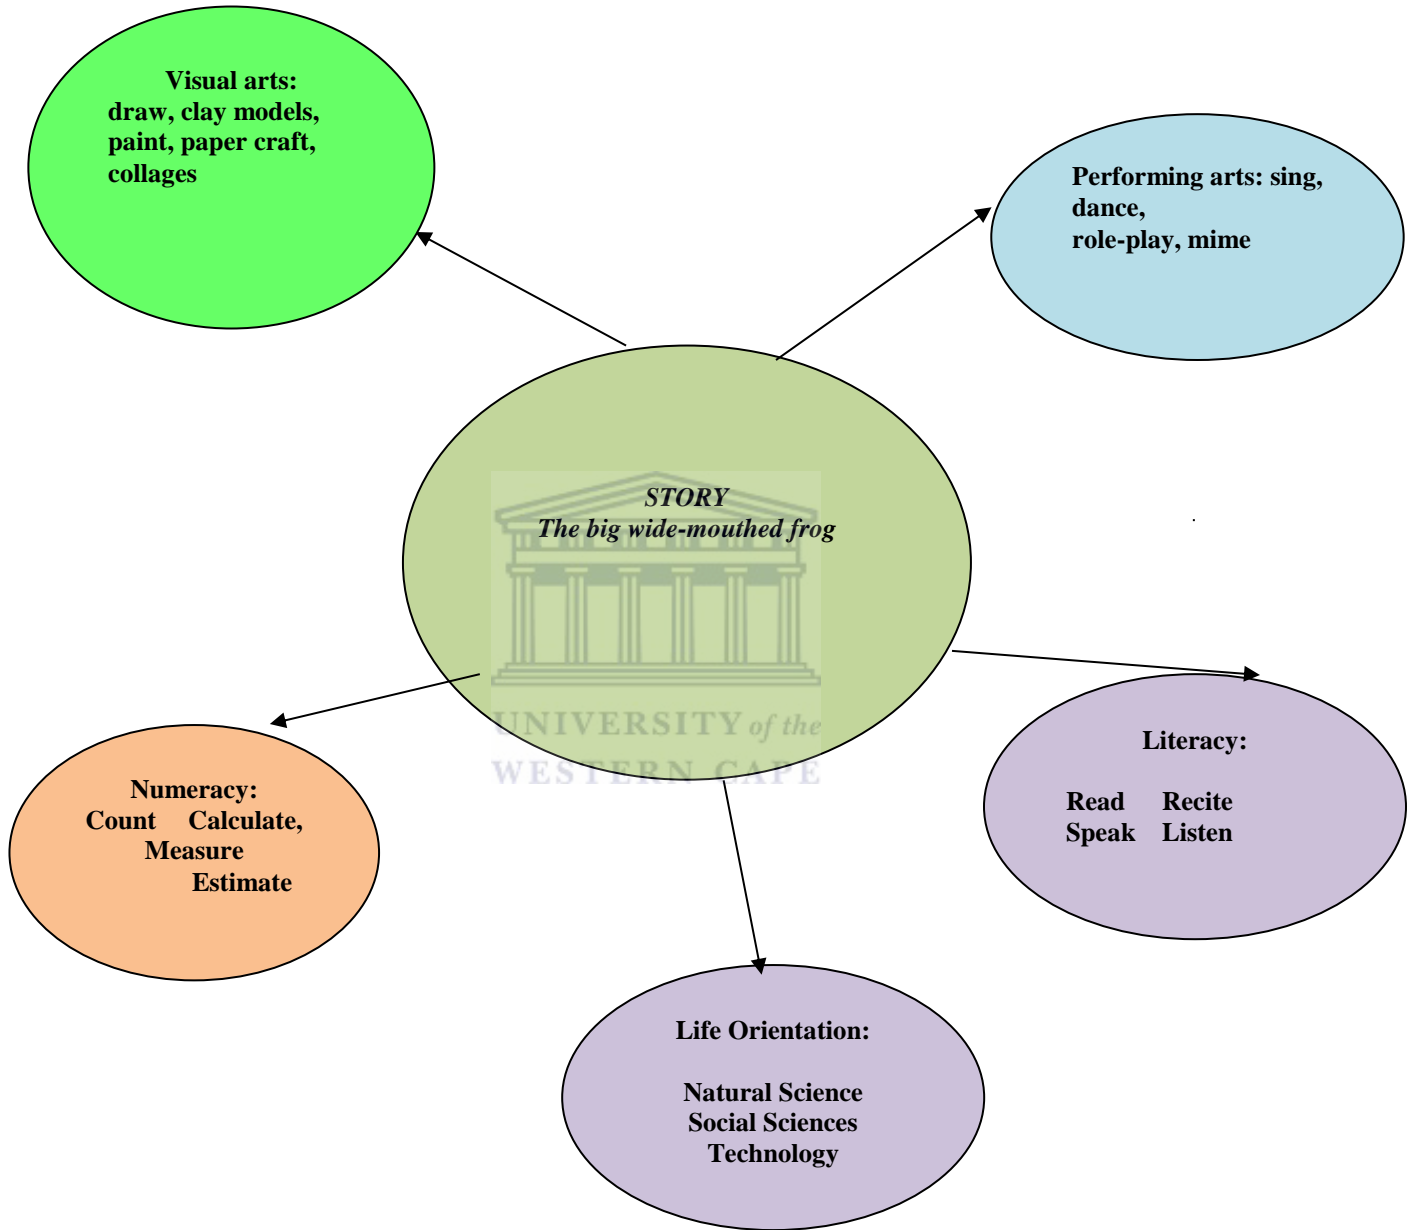 Visual arts:
draw, clay models,
paint, paper craft,
collages
Performing arts: sing,
dance,
role-play, mime
STORY
The big wide-mouthed frog
UNIVERSITY of the
WESTERN CAPE
Literacy:
Read Recite
Speak Listen
Numeracy:
Count Calculate,
Measure
Estimate
Life Orientation:
Natural Science
Social Sciences
Technology